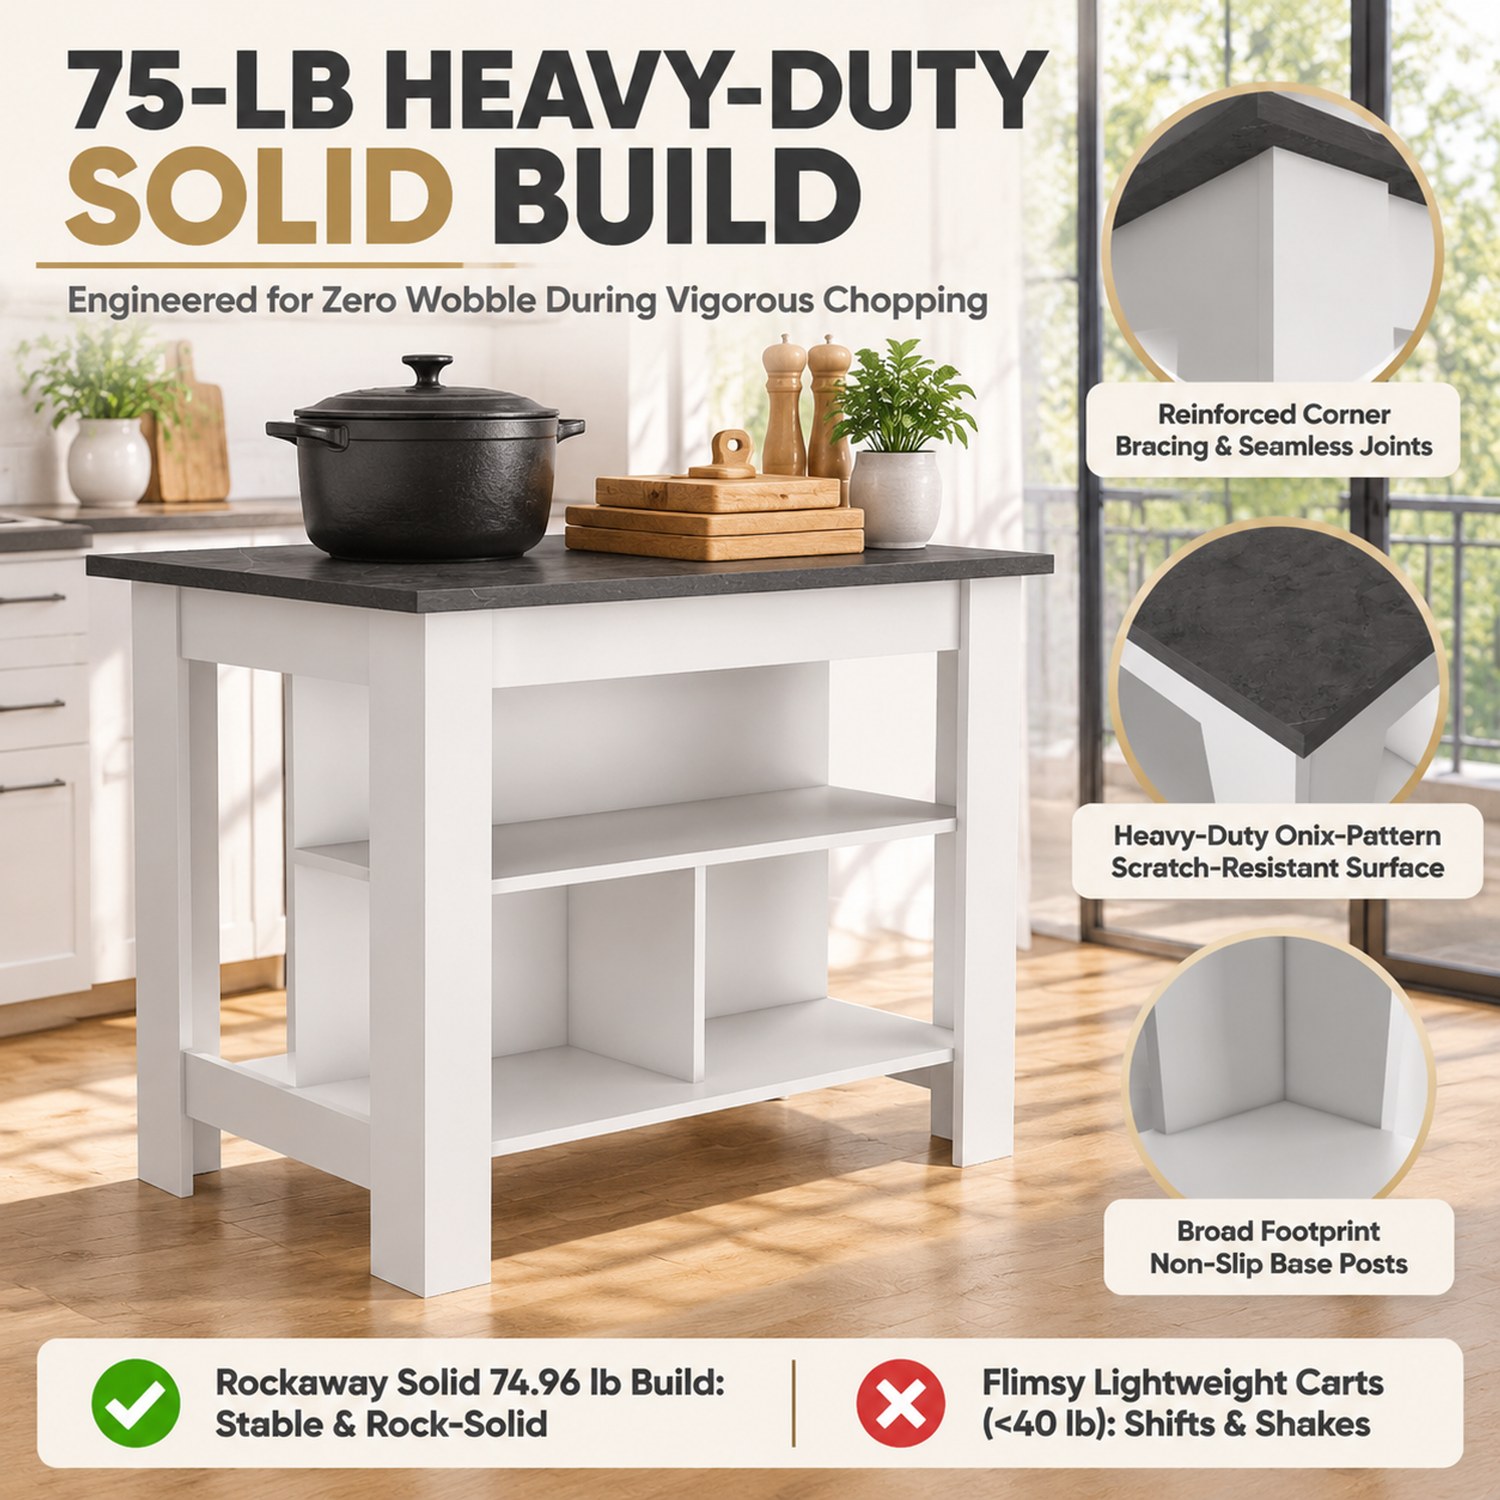 75-LB HEAVY-DUTY
SOLID BUILD
Engineered for Zero Wobble During Vigorous Chopping
Reinforced Corner
Bracing & Seamless Joints
Heavy-Duty Onix-Pattern
Scratch-Resistant Surface
Broad Footprint
Non-Slip Base Posts
Rockaway Solid 74.96 lb Build:
Stable & Rock-Solid
Flimsy Lightweight Carts
(<40 lb): Shifts & Shakes